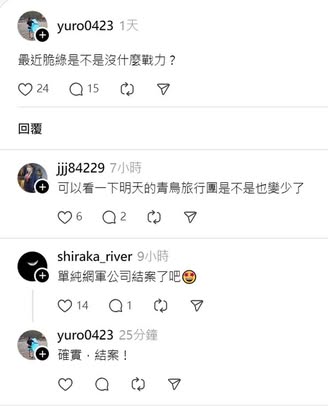 yuro0423 1天
最近脆綠是不是沒什麼戰力？
24 15
回覆
jjj84229 7小時
可以看一下明天的青鳥旅行團是不是也變少了
6 2
shiraka_river 9小時
單純網軍公司結案了吧🤩
14 1
yuro0423 25分鐘
確實，結案！